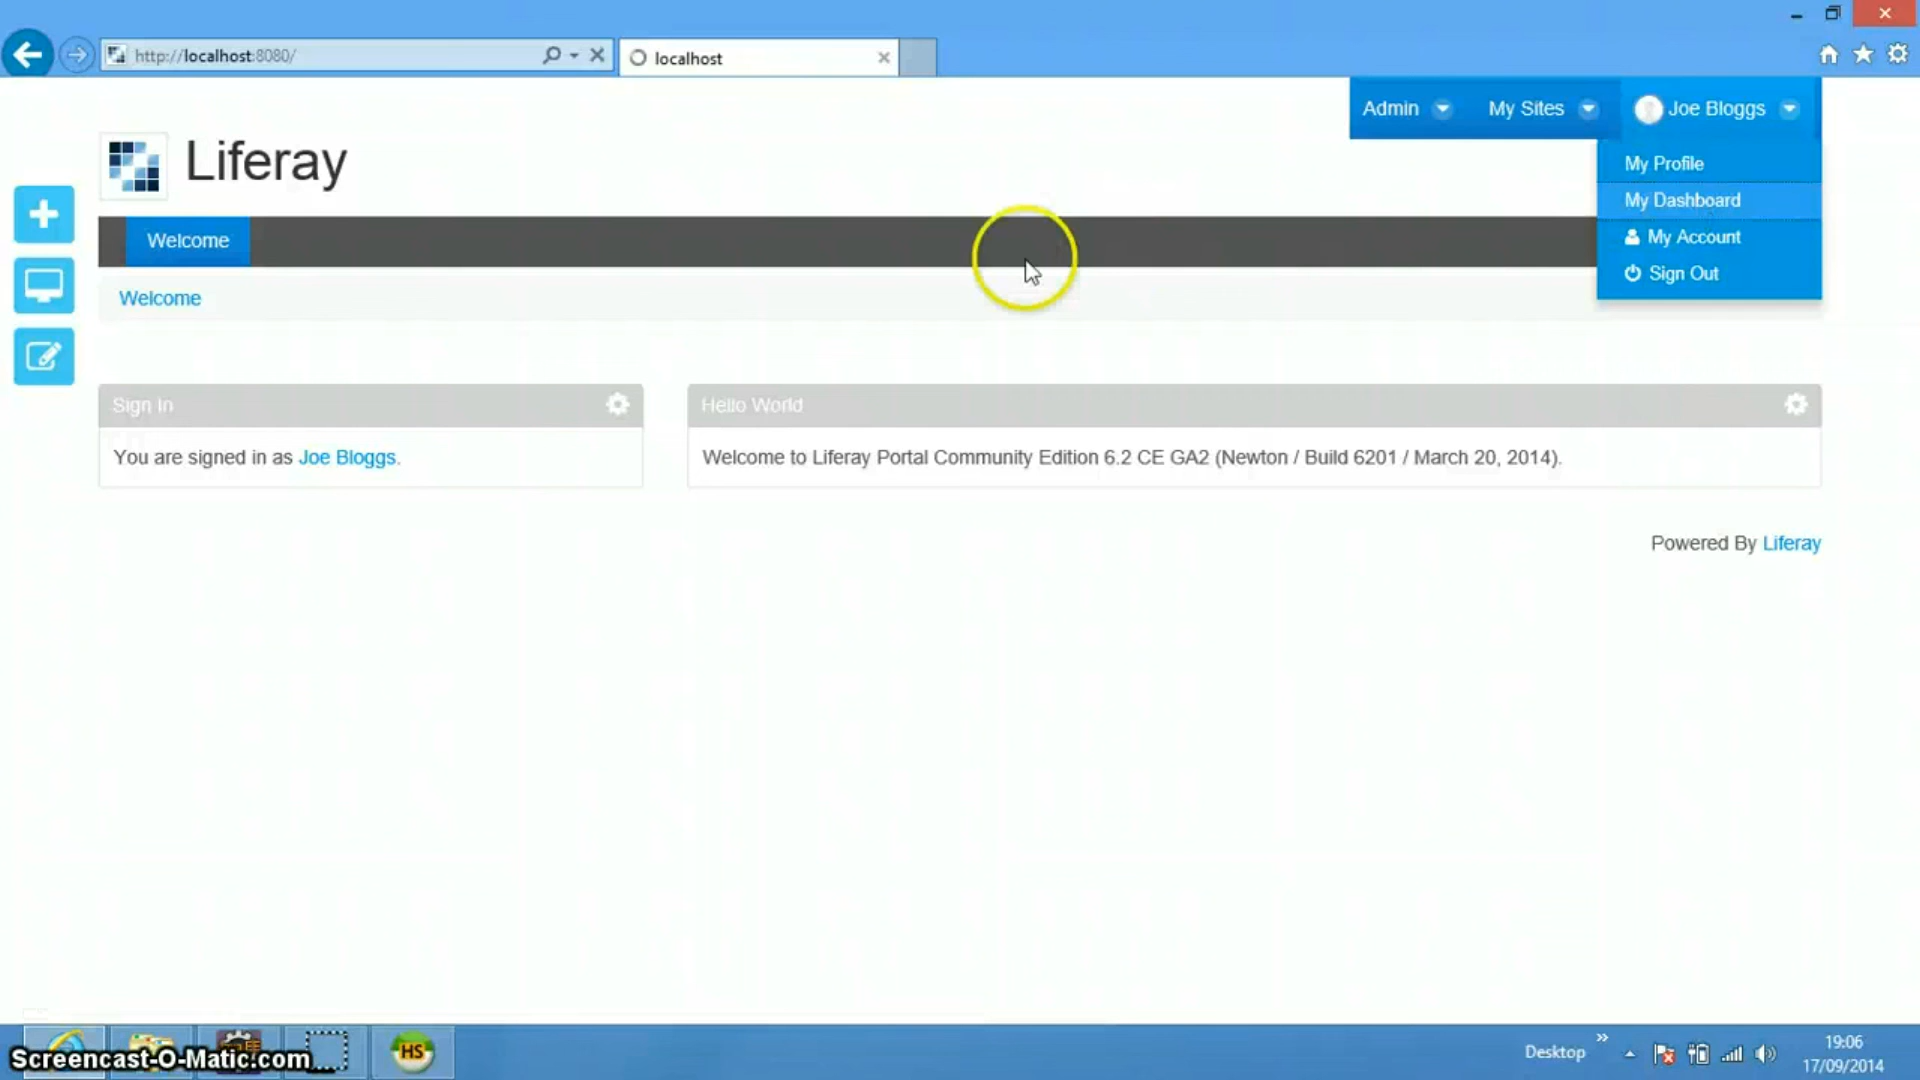 http://localhost:8080/
localhost
Admin
My Sites
Joe Bloggs
My Profile
My Dashboard
My Account
Sign Out
Liferay
Welcome
Welcome
Sign In
You are signed in as Joe Bloggs.
Hello World
Welcome to Liferay Portal Community Edition 6.2 CE GA2 (Newton / Build 6201 / March 20, 2014).
Powered By Liferay
Screencast-O-Matic.com
HS
Desktop
19:06
17/09/2014